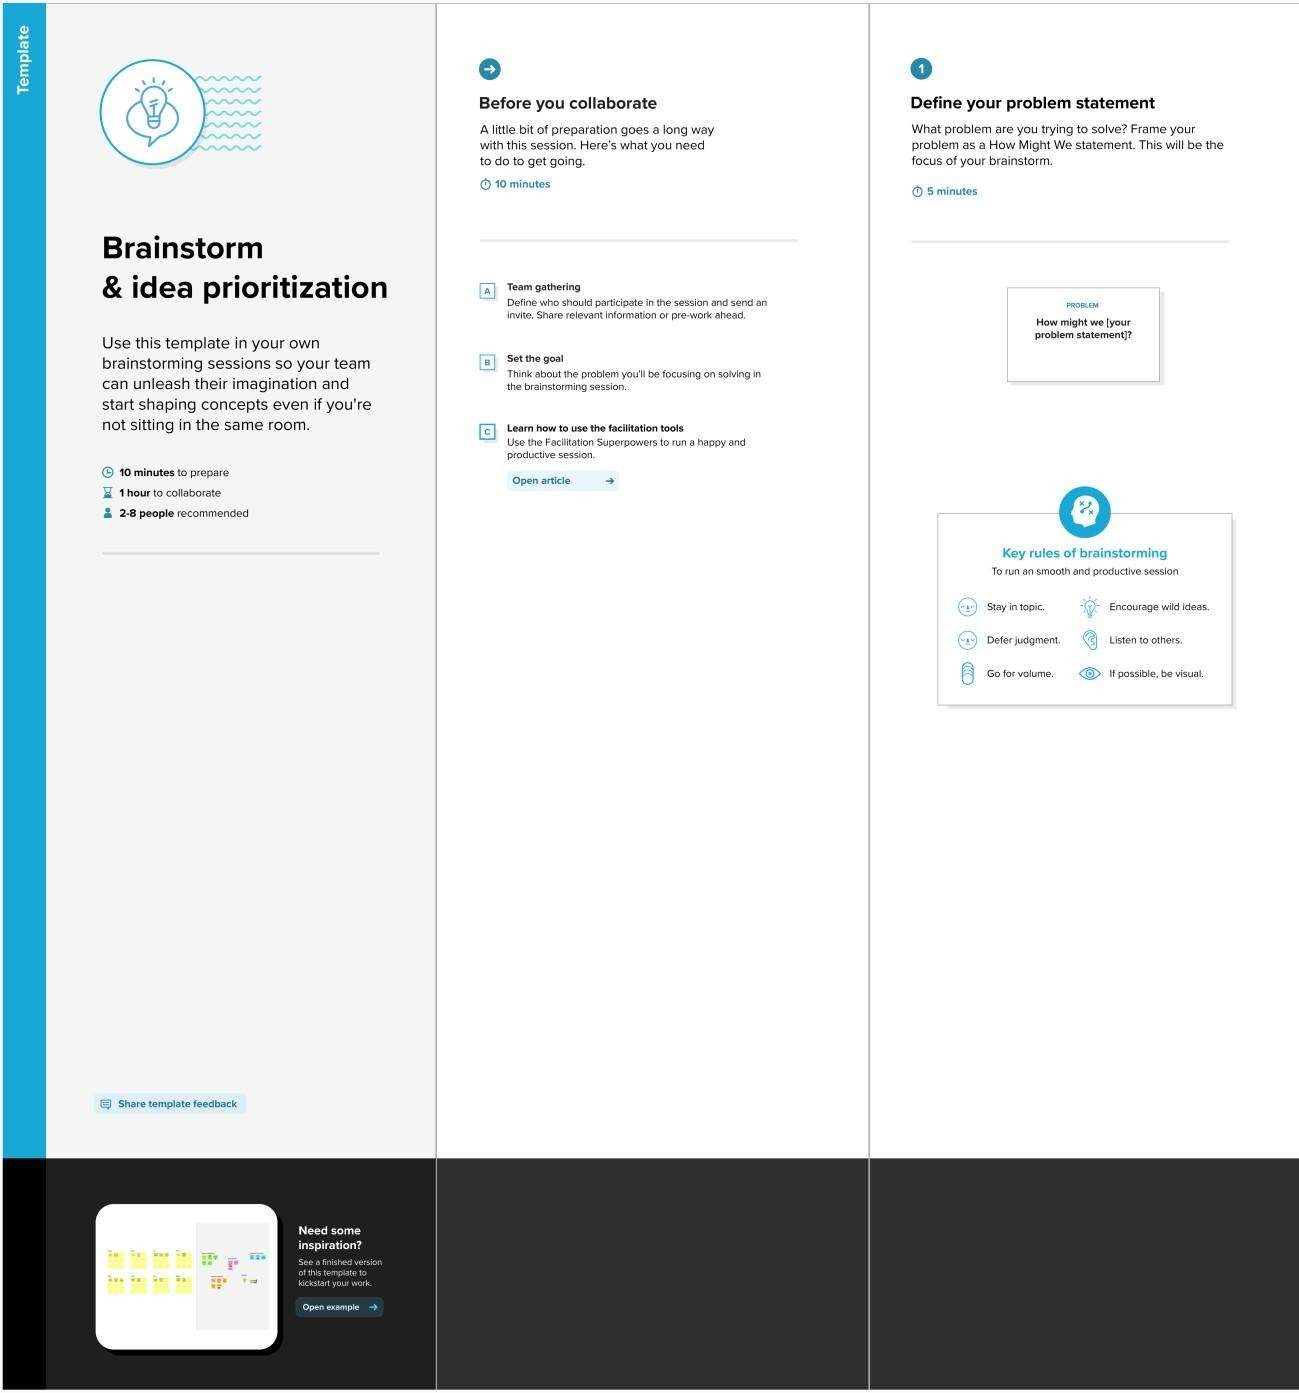 Template
Brainstorm
& idea prioritization
Use this template in your own
brainstorming sessions so your team
can unleash their imagination and
start shaping concepts even if you're
not sitting in the same room.
10 minutes to prepare
1 hour to collaborate
2-8 people recommended
Share template feedback
Need some
inspiration?
See a finished version
of this template to
kickstart your work.
Open example
Before you collaborate
A little bit of preparation goes a long way
with this session. Here's what you need
to do to get going.
10 minutes
A
Team gathering
Define who should participate in the session and send an
invite. Share relevant information or pre-work ahead.
B
Set the goal
Think about the problem you'll be focusing on solving in
the brainstorming session.
C
Learn how to use the facilitation tools
Use the Facilitation Superpowers to run a happy and
productive session.
Open article
1
Define your problem statement
What problem are you trying to solve? Frame your
problem as a How Might We statement. This will be the
focus of your brainstorm.
5 minutes
PROBLEM
How might we [your
problem statement]?
Key rules of brainstorming
To run an smooth and productive session
Stay in topic.
Encourage wild ideas.
Defer judgment.
Listen to others.
Go for volume.
If possible, be visual.